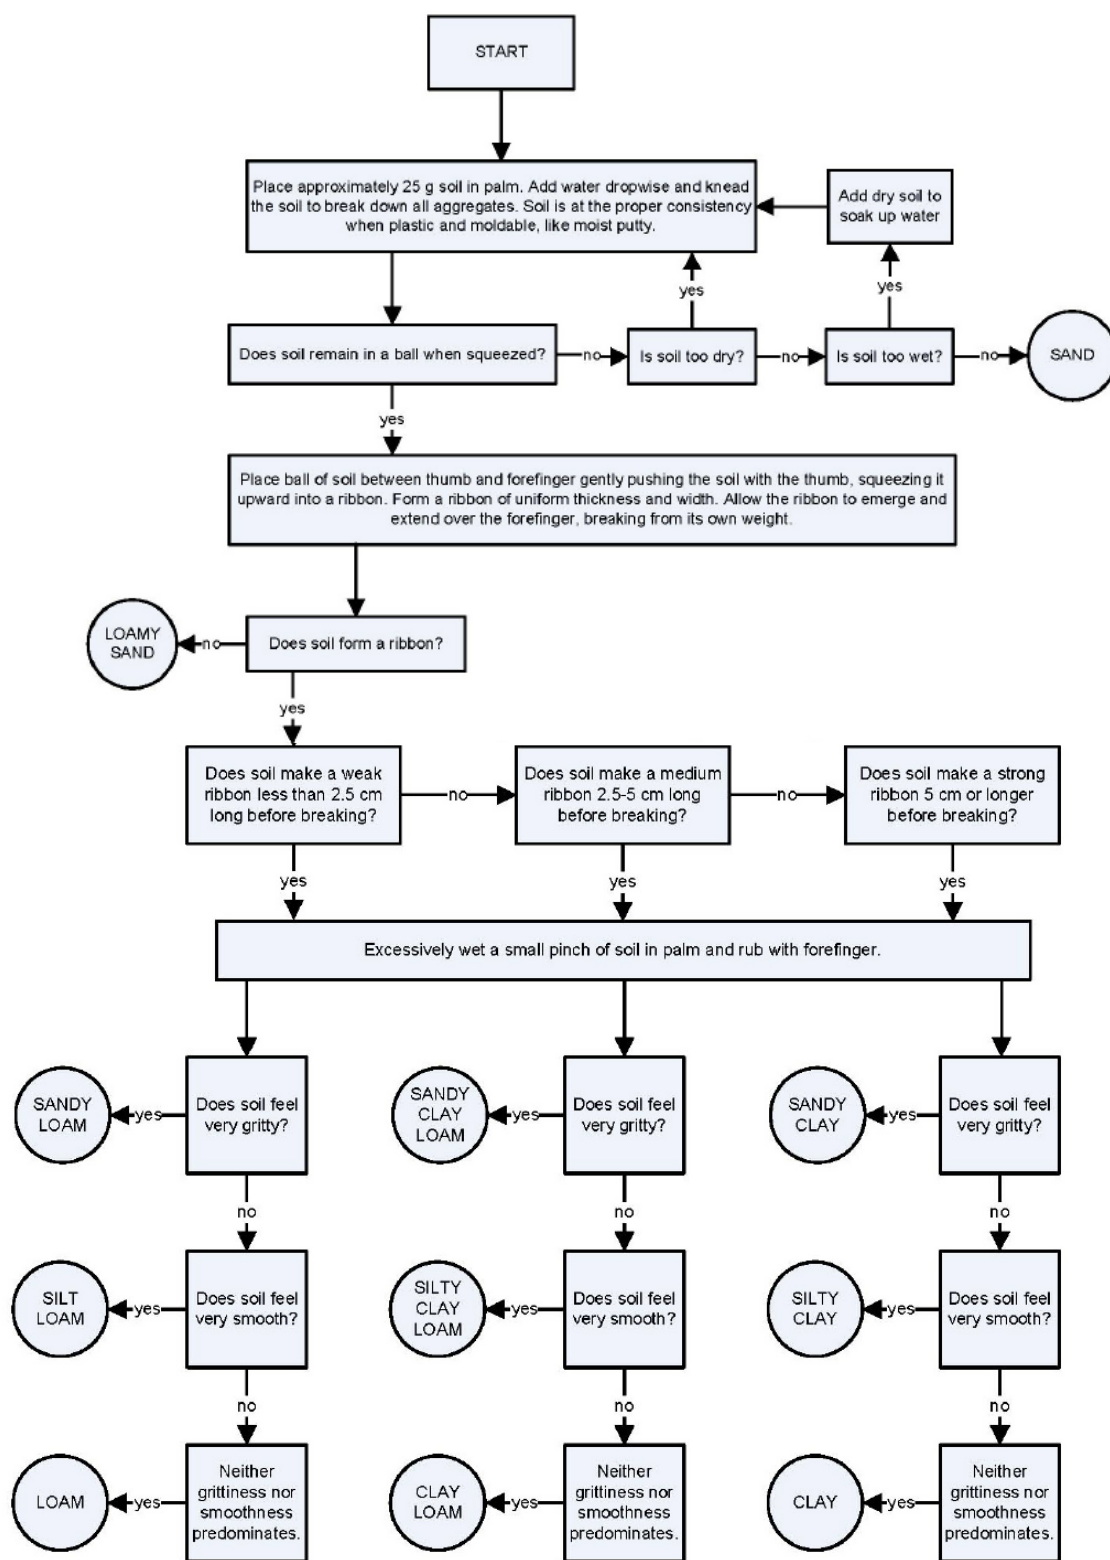 START
Place approximately 25 g soil in palm. Add water dropwise and knead
the soil to break down all aggregates. Soil is at the proper consistency
when plastic and moldable, like moist putty.
Add dry soil to
soak up water
yes
yes
Does soil remain in a ball when squeezed?
no
Is soil too dry?
no
Is soil too wet?
no
SAND
yes
Place ball of soil between thumb and forefinger gently pushing the soil with the thumb, squeezing it
upward into a ribbon. Form a ribbon of uniform thickness and width. Allow the ribbon to emerge and
extend over the forefinger, breaking from its own weight.
LOAMY
SAND
no
Does soil form a ribbon?
yes
Does soil make a weak
ribbon less than 2.5 cm
long before breaking?
no
Does soil make a medium
ribbon 2.5-5 cm long
before breaking?
no
Does soil make a strong
ribbon 5 cm or longer
before breaking?
yes
yes
yes
Excessively wet a small pinch of soil in palm and rub with forefinger.
SANDY
LOAM
yes
Does soil feel
very gritty?
SANDY
CLAY
LOAM
yes
Does soil feel
very gritty?
SANDY
CLAY
yes
Does soil feel
very gritty?
no
no
no
SILT
LOAM
yes
Does soil feel
very smooth?
SILTY
CLAY
LOAM
yes
Does soil feel
very smooth?
SILTY
CLAY
yes
Does soil feel
very smooth?
no
no
no
LOAM
yes
Neither
grittiness nor
smoothness
predominates.
CLAY
LOAM
yes
Neither
grittiness nor
smoothness
predominates.
CLAY
yes
Neither
grittiness nor
smoothness
predominates.